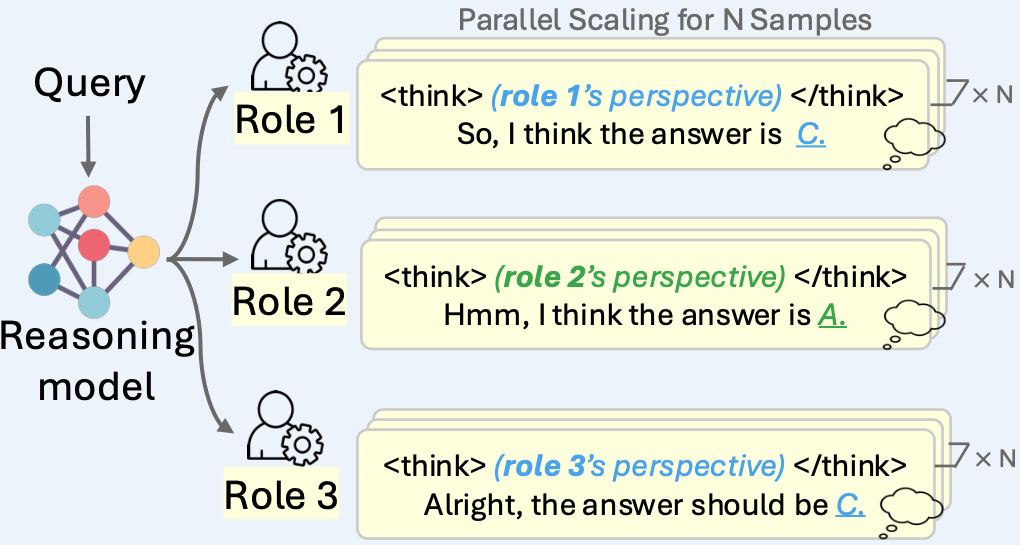 Parallel Scaling for N Samples
Query
Reasoning
model
Role 1
<think> (role 1's perspective) </think>
So, I think the answer is C.
× N
Role 2
<think> (role 2's perspective) </think>
Hmm, I think the answer is A.
× N
Role 3
<think> (role 3's perspective) </think>
Alright, the answer should be C.
× N